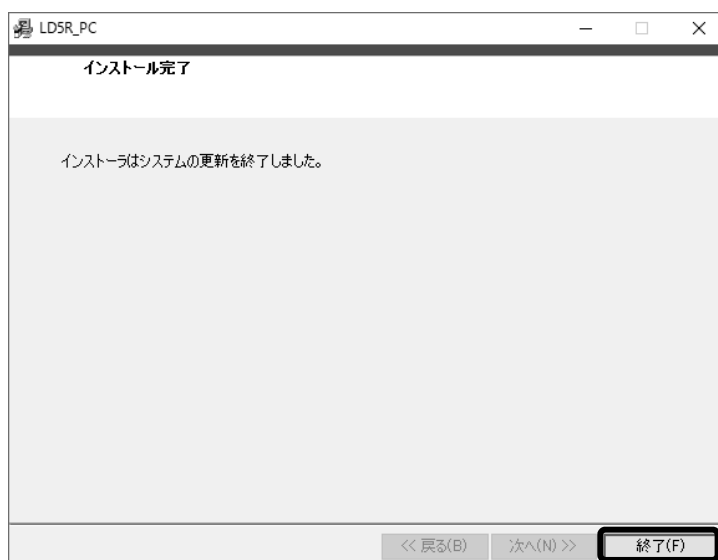 LD5R_PC
インストール完了
インストーラはシステムの更新を終了しました。
<< 戻る(B) 次へ(N) >> 終了(F)